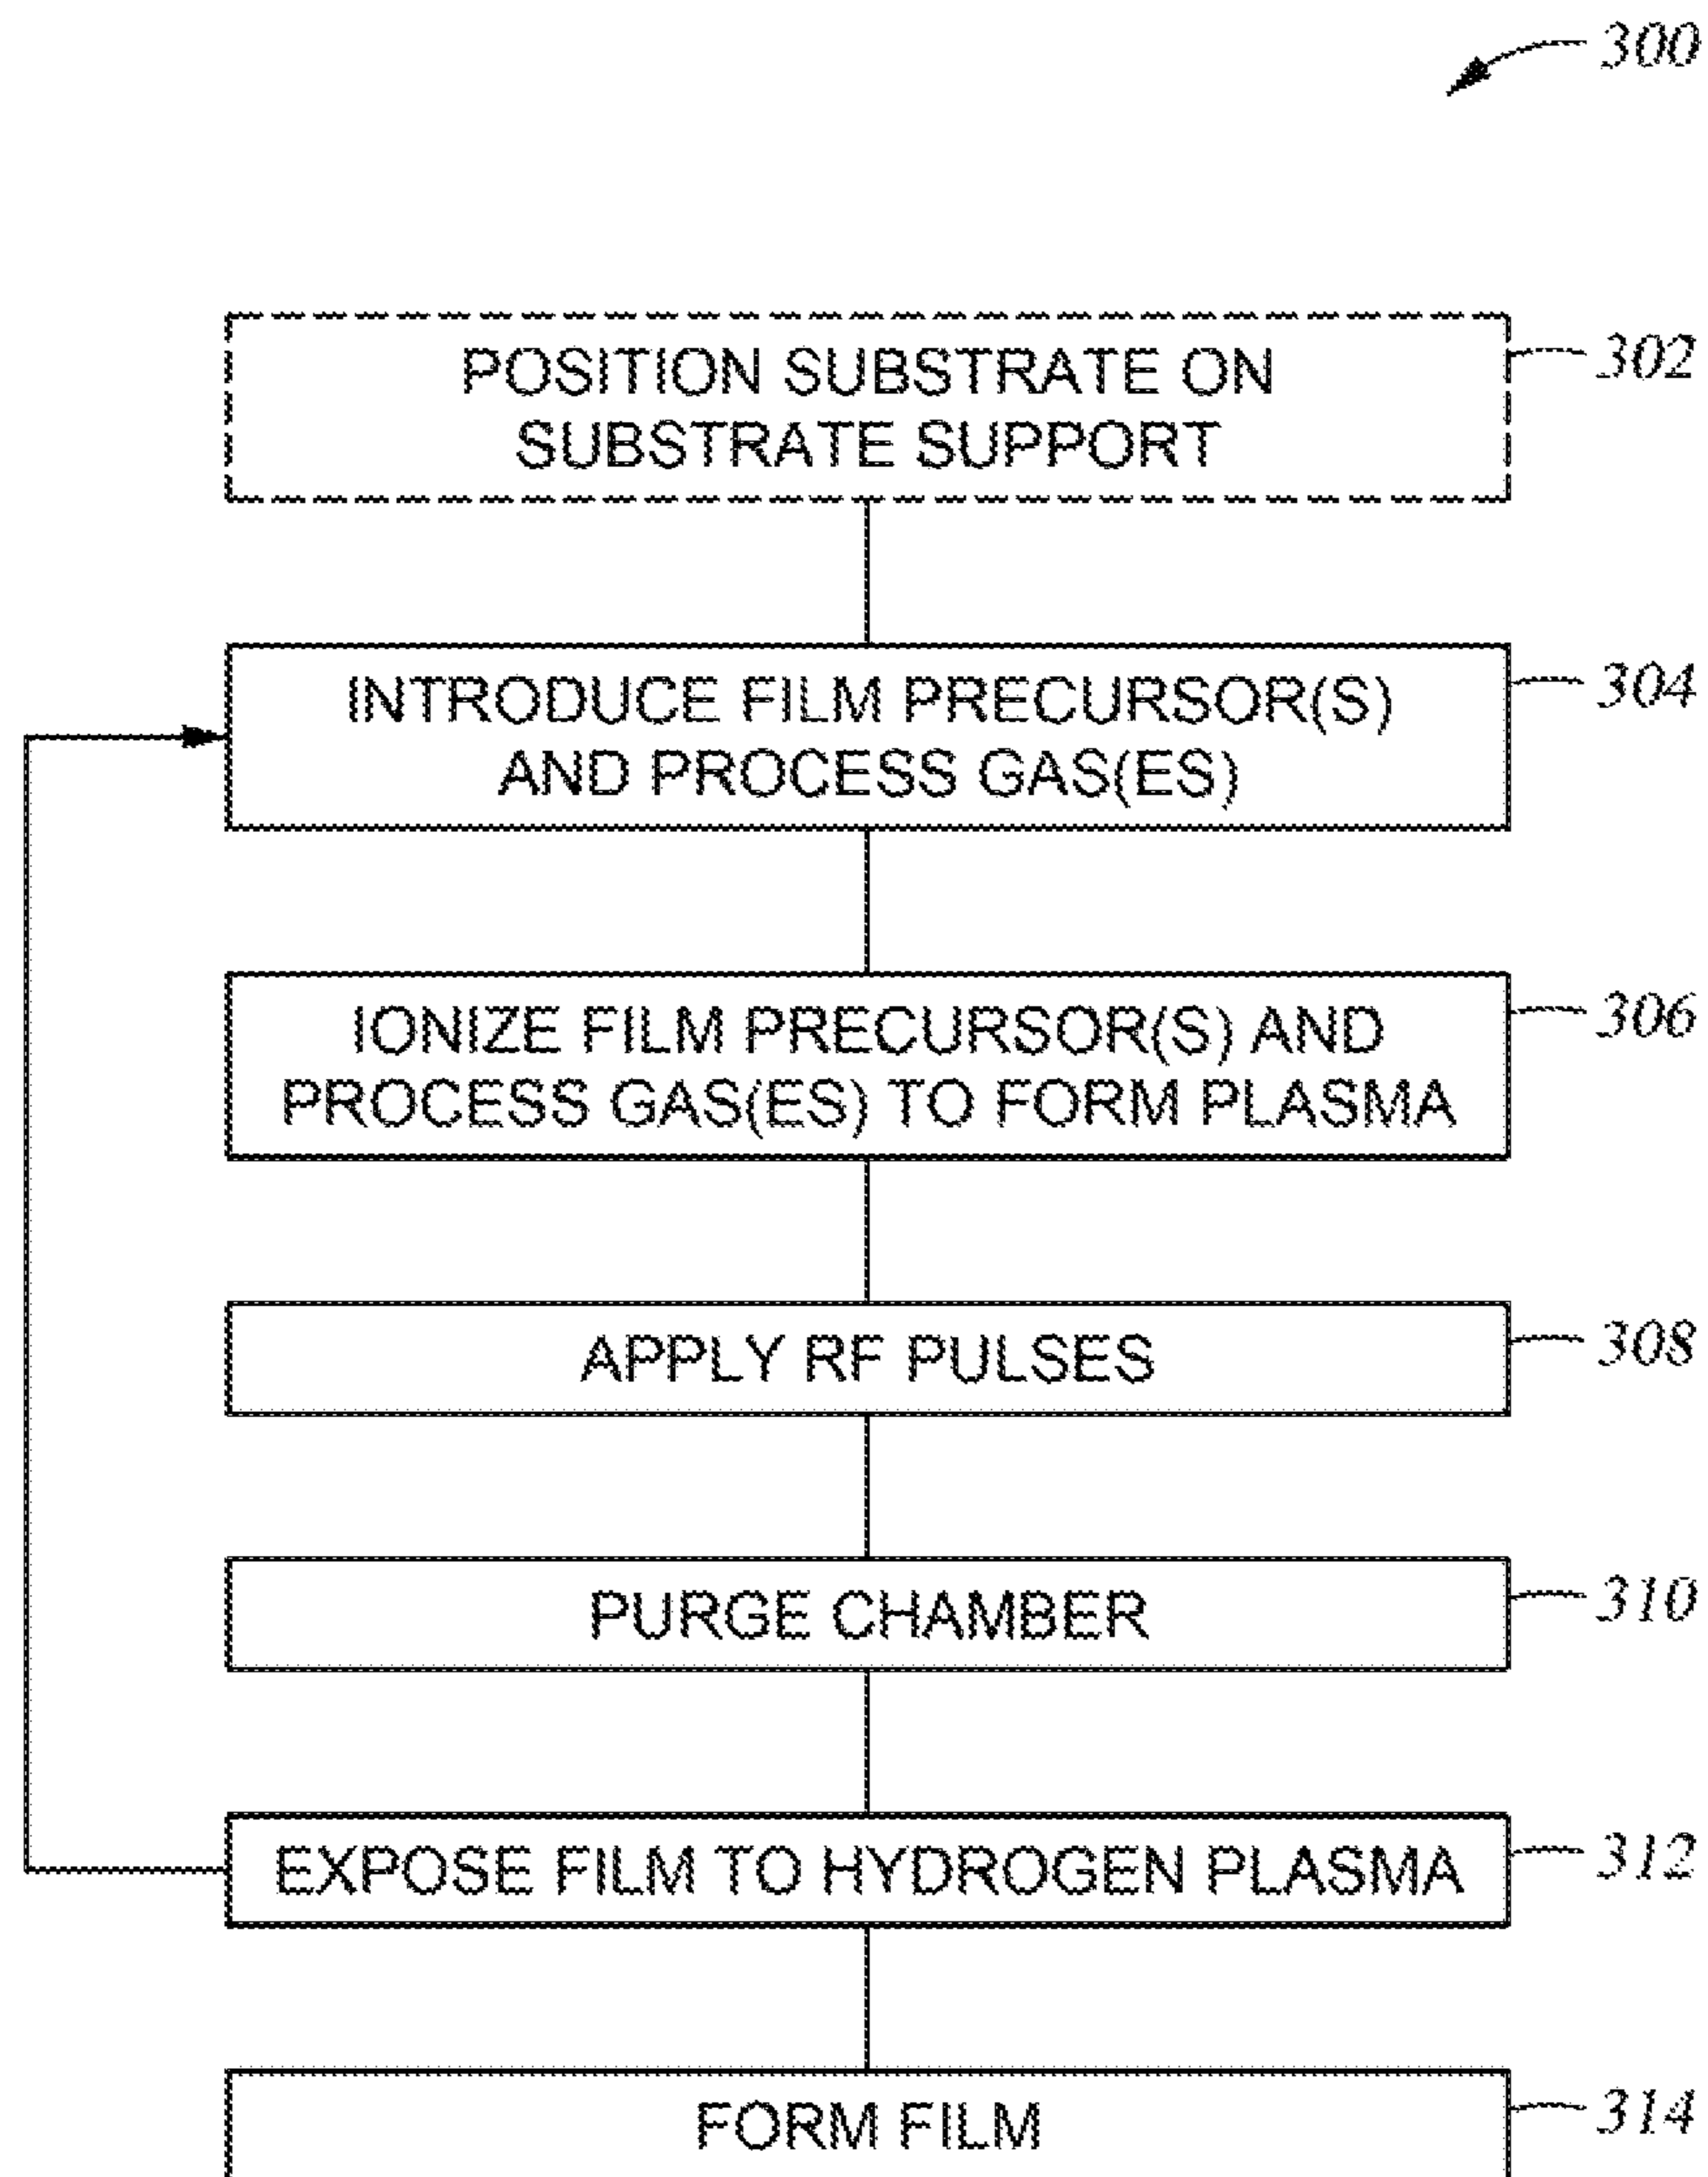 300
POSITION SUBSTRATE ON
SUBSTRATE SUPPORT
302
INTRODUCE FILM PRECURSOR(S)
AND PROCESS GAS(ES)
304
IONIZE FILM PRECURSOR(S) AND
PROCESS GAS(ES) TO FORM PLASMA
306
APPLY RF PULSES
308
PURGE CHAMBER
310
EXPOSE FILM TO HYDROGEN PLASMA
312
FORM FILM
314